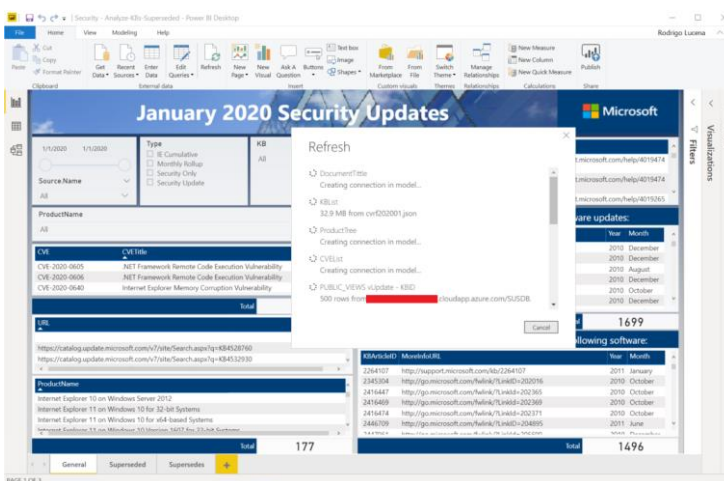 Security - Analyze-KBs-Superseded - Power BI Desktop
Rodrigo Lucena
File Home View Modeling Help
Paste
Cut
Copy
Format Painter
Get Data
Recent Sources
Enter Data
Edit Queries
Refresh
New Page
New Visual
Ask A Question
Buttons
Text box
Image
Shapes
From Marketplace
From File
Switch Theme
Manage Relationships
New Measure
New Column
New Quick Measure
Publish
Clipboard External data Insert Custom visuals Themes Relationships Calculations Share
January 2020 Security Updates
Microsoft
Filters
Visualizations
1/1/2020 1/1/2020
Source.Name
All
Type
IE Cumulative
Monthly Rollup
Security Only
Security Update
KB
All
ProductName
All
Refresh
DocumentTittle
Creating connection in model...
KBList
32.9 MB from cvrf202001.json
ProductTree
Creating connection in model...
CVEList
Creating connection in model...
PUBLIC_VIEWS vUpdate - KBID
500 rows from cloudapp.azure.com/SUSDB.
Cancel
t.microsoft.com/help/4019474
t.microsoft.com/help/4019474
t.microsoft.com/help/4019265
ware updates:
Year Month
2010 December
2010 December
2010 August
2010 December
2010 October
2010 December
1699
CVE CVETitle
CVE-2020-0605 .NET Framework Remote Code Execution Vulnerability
CVE-2020-0606 .NET Framework Remote Code Execution Vulnerability
CVE-2020-0640 Internet Explorer Memory Corruption Vulnerability
Total
URL
https://catalog.update.microsoft.com/v7/site/Search.aspx?q=KB4528760
https://catalog.update.microsoft.com/v7/site/Search.aspx?q=KB4532930
ProductName
Internet Explorer 10 on Windows Server 2012
Internet Explorer 11 on Windows 10 for 32-bit Systems
Internet Explorer 11 on Windows 10 for x64-based Systems
Internet Explorer 11 on Windows 10 Version 1607 for 32-bit Systems
Total 177
ollowing software:
KBArticleID MoreInfoURL Year Month
2264107 http://support.microsoft.com/kb/2264107 2011 January
2345304 http://go.microsoft.com/fwlink/?LinkID=202016 2010 October
2416447 http://go.microsoft.com/fwlink/?LinkId=202365 2010 December
2416469 http://go.microsoft.com/fwlink/?LinkId=202369 2010 October
2416474 http://go.microsoft.com/fwlink/?LinkId=202371 2010 October
2446709 http://go.microsoft.com/fwlink/?LinkID=204895 2011 June
Total 1496
General Superseded Supersedes +
PAGE 1 OF 3